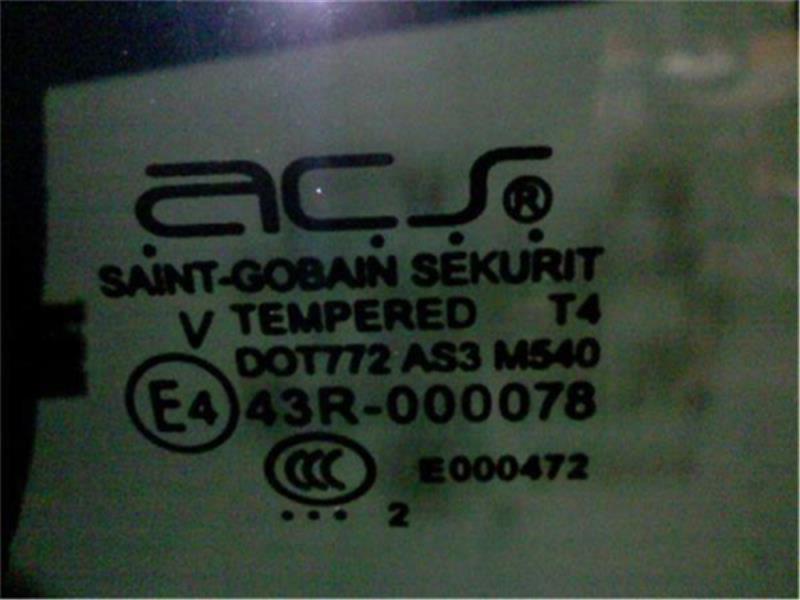 acs®
SAINT-GOBAIN SEKURIT
V TEMPERED T4
DOT772 AS3 M540
E4 43R-000078
CCC E000472
... 2